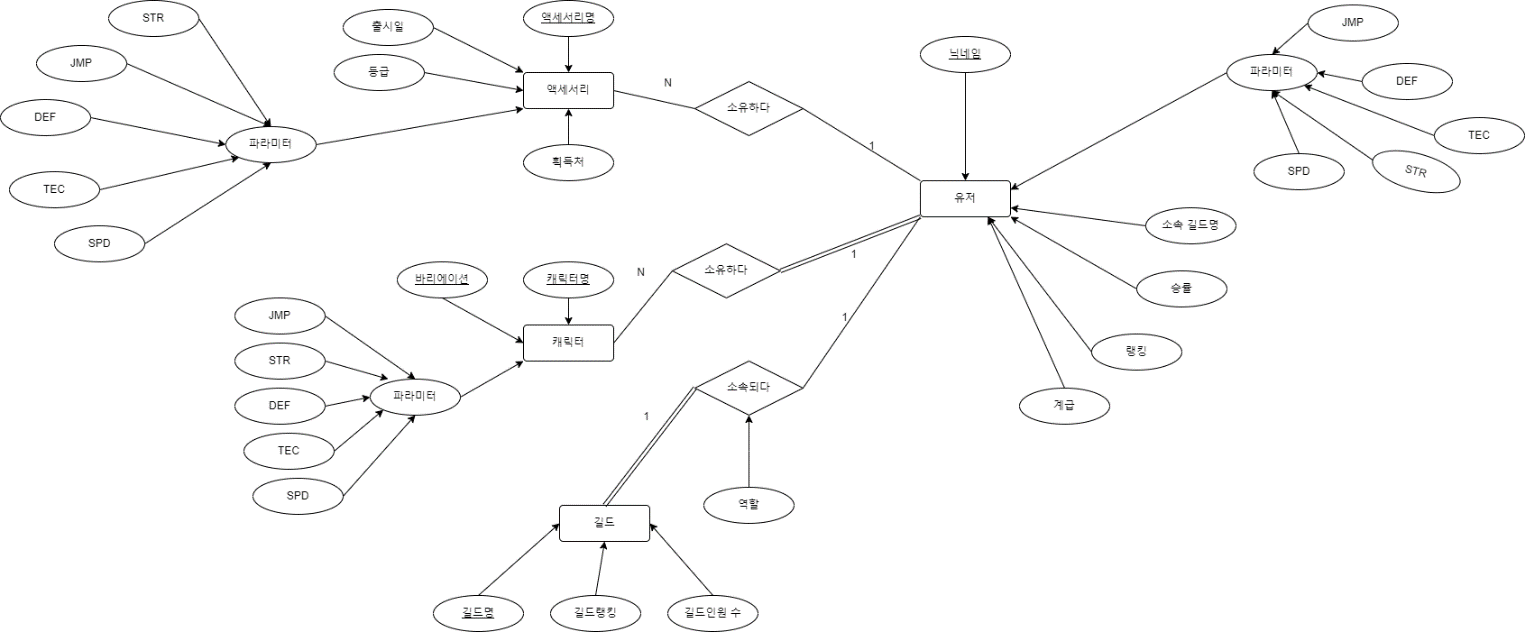 STR
출시일
액세서리명
JMP
JMP
등급
액세서리
N
닉네임
파라미터
DEF
DEF
소유하다
TEC
파라미터
획득처
1
SPD
STR
TEC
유저
소속 길드명
SPD
1
바리에이션
캐릭터명
N
소유하다
승률
JMP
1
캐릭터
랭킹
STR
소속되다
파라미터
DEF
1
계급
TEC
SPD
역할
길드
길드명
길드랭킹
길드인원 수